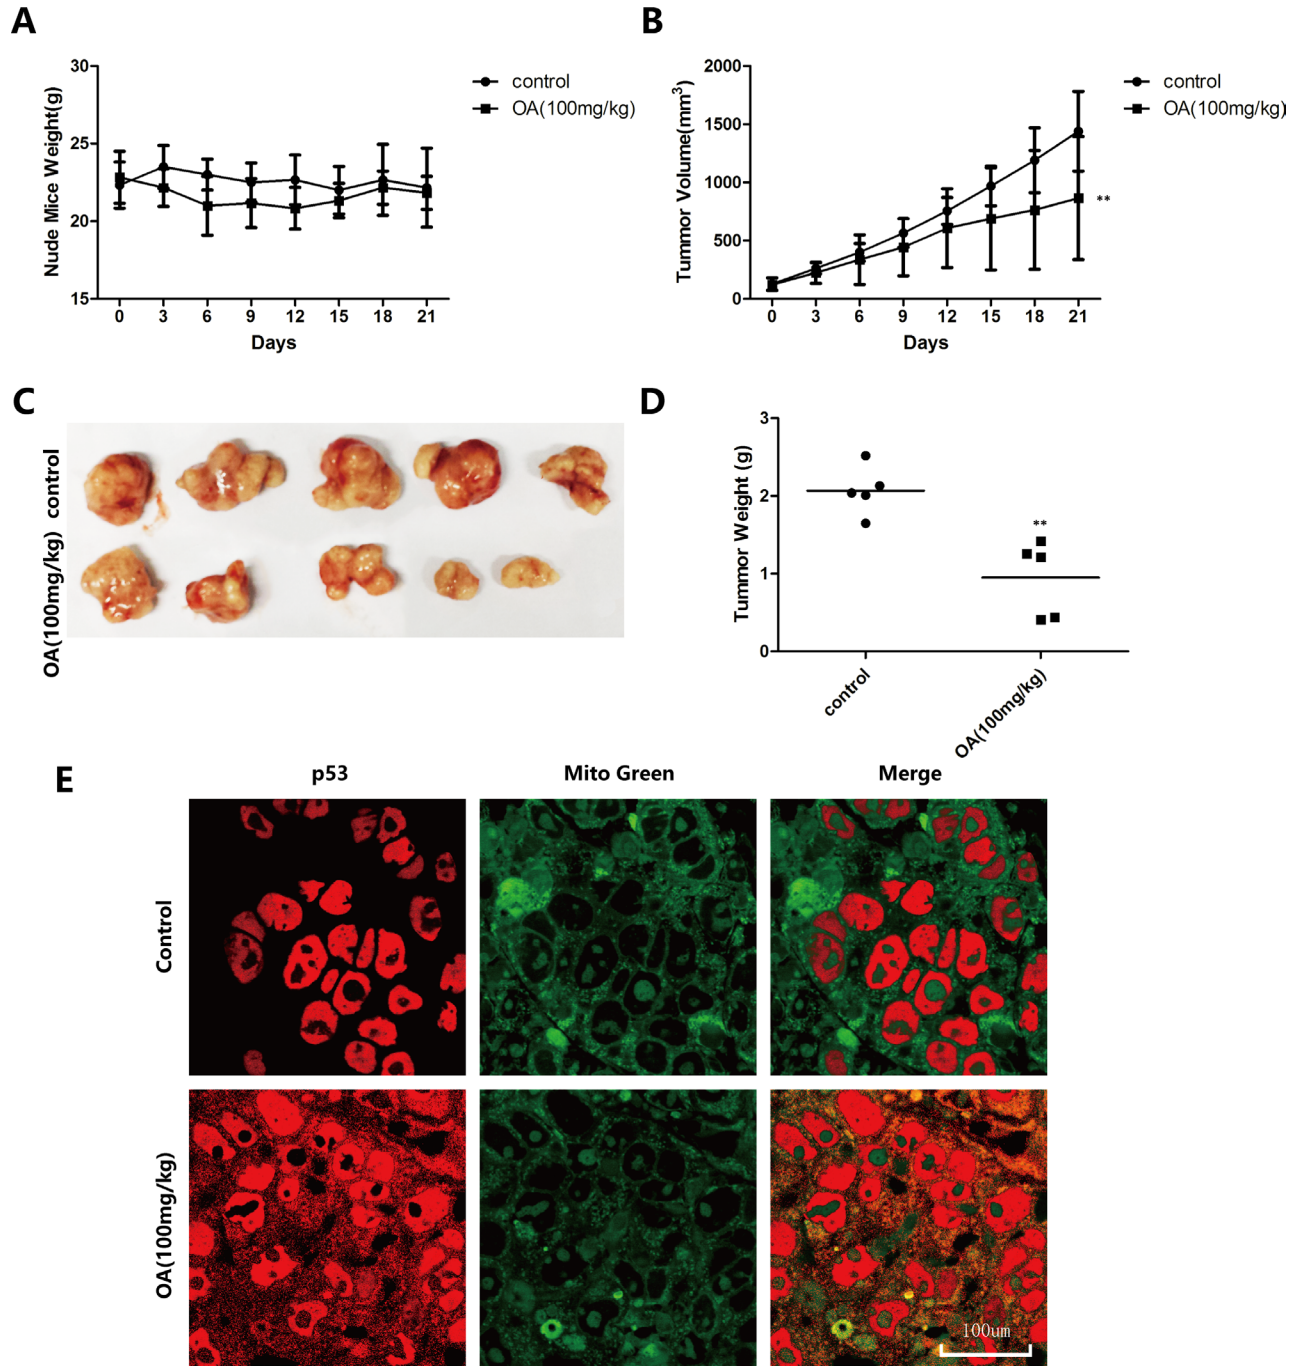 A
Nude Mice Weight(g)
30
25
20
15
0 3 6 9 12 15 18 21
Days
control
OA(100mg/kg)
B
Tummor Volume(mm³)
2000
1500
1000
500
0
0 3 6 9 12 15 18 21
Days
control
OA(100mg/kg)
**
C
control
OA(100mg/kg)
D
Tummor Weight (g)
3
2
1
0
**
control
OA(100mg/kg)
E
p53 Mito Green Merge
Control
OA(100mg/kg)
100um